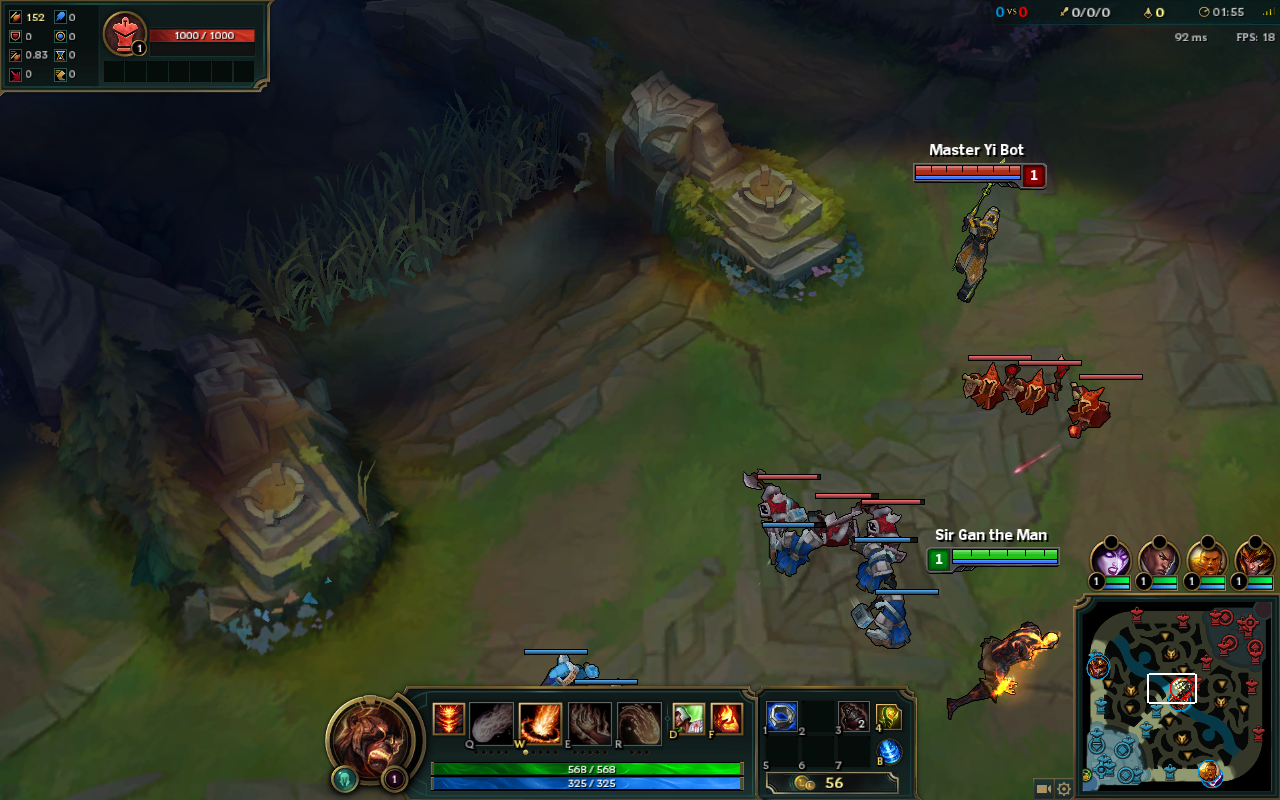 152 0
0 0
0.83 0
0 0
1
1000 / 1000
0 vs 0 0/0/0 0 01:55
92 ms FPS: 18
Master Yi Bot
1
Sir Gan the Man
1
1 1 1 1
Q W E R D F
1 2 3 2 4
5 6 7 B
568 / 568
325 / 325
1
56